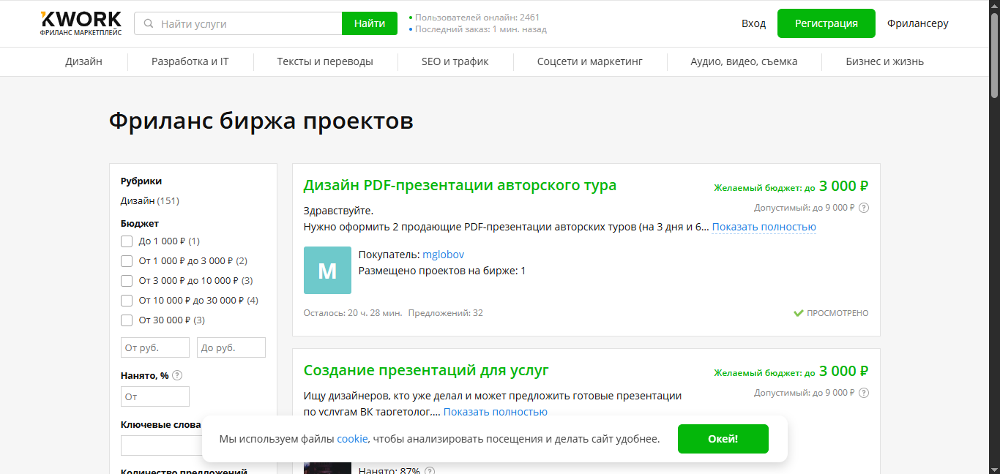 KWORK
ФРИЛАНС МАРКЕТПЛЕЙС
Найти услуги
Найти
Пользователей онлайн: 2461
Последний заказ: 1 мин. назад
Вход
Регистрация
Фрилансеру
Дизайн
Разработка и IT
Тексты и переводы
SEO и трафик
Соцсети и маркетинг
Аудио, видео, съемка
Бизнес и жизнь
Фриланс биржа проектов
Рубрики
Дизайн (151)
Бюджет
До 1 000 ₽ (1)
От 1 000 ₽ до 3 000 ₽ (2)
От 3 000 ₽ до 10 000 ₽ (3)
От 10 000 ₽ до 30 000 ₽ (4)
От 30 000 ₽ (3)
От руб.
До руб.
Нанято, % ?
От
Ключевые слова
Количество предложений
Дизайн PDF-презентации авторского тура
Желаемый бюджет: до 3 000 ₽
Допустимый: до 9 000 ₽ ?
Здравствуйте.
Нужно оформить 2 продающие PDF-презентации авторских туров (на 3 дня и 6... Показать полностью
M
Покупатель: mglobov
Размещено проектов на бирже: 1
Осталось: 20 ч. 28 мин. Предложений: 32
ПРОСМОТРЕНО
Создание презентаций для услуг
Желаемый бюджет: до 3 000 ₽
Допустимый: до 9 000 ₽ ?
Ищу дизайнеров, кто уже делал и может предложить готовые презентации
по услугам ВК таргетолог,... Показать полностью
Нанято: 87% ?
Мы используем файлы cookie, чтобы анализировать посещения и делать сайт удобнее.
Окей!